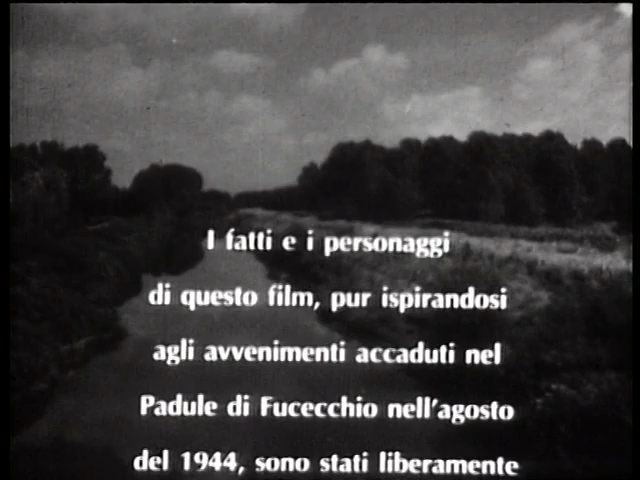 I fatti e i personaggi
di questo film, pur ispirandosi
agli avvenimenti accaduti nel
Padule di Fucecchio nell'agosto
del 1944, sono stati liberamente